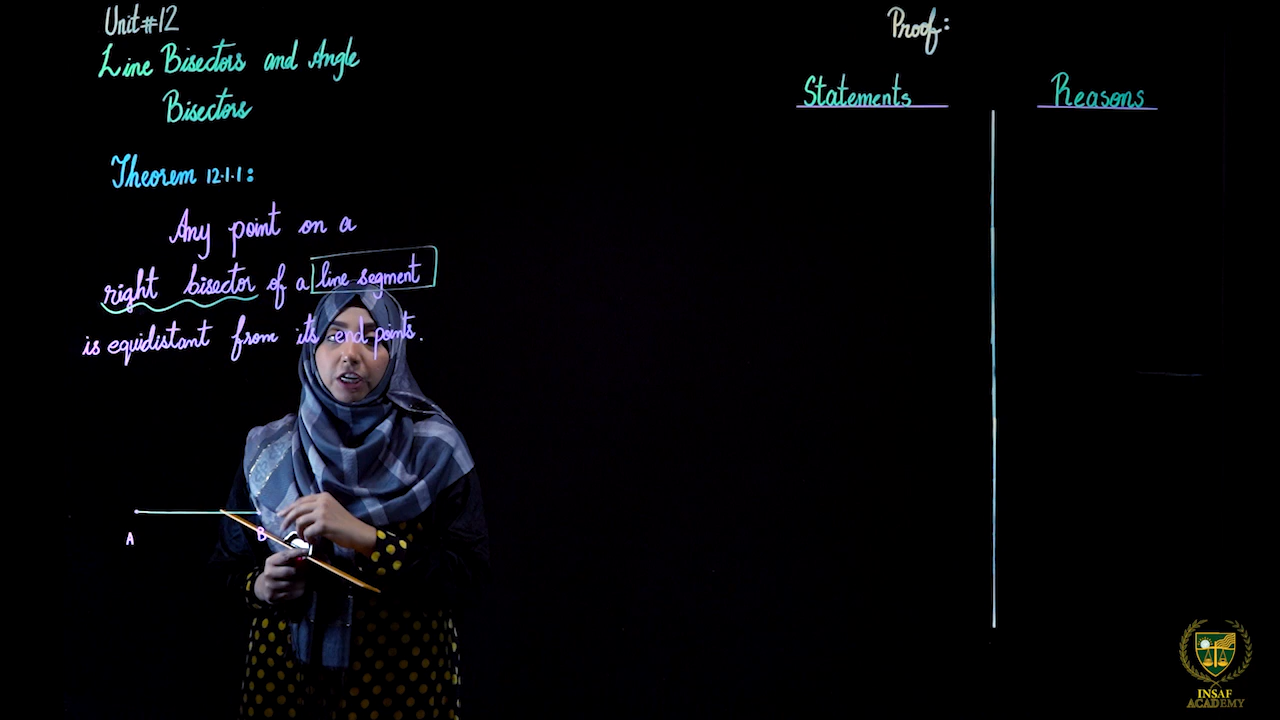 Unit#12
Line Bisectors and Angle
Bisectors
Theorem 12.1.1:
Any point on a
right bisector of a line segment
is equidistant from its end points.
A
B
Proof:
Statements
Reasons
INSAF
ACADEMY